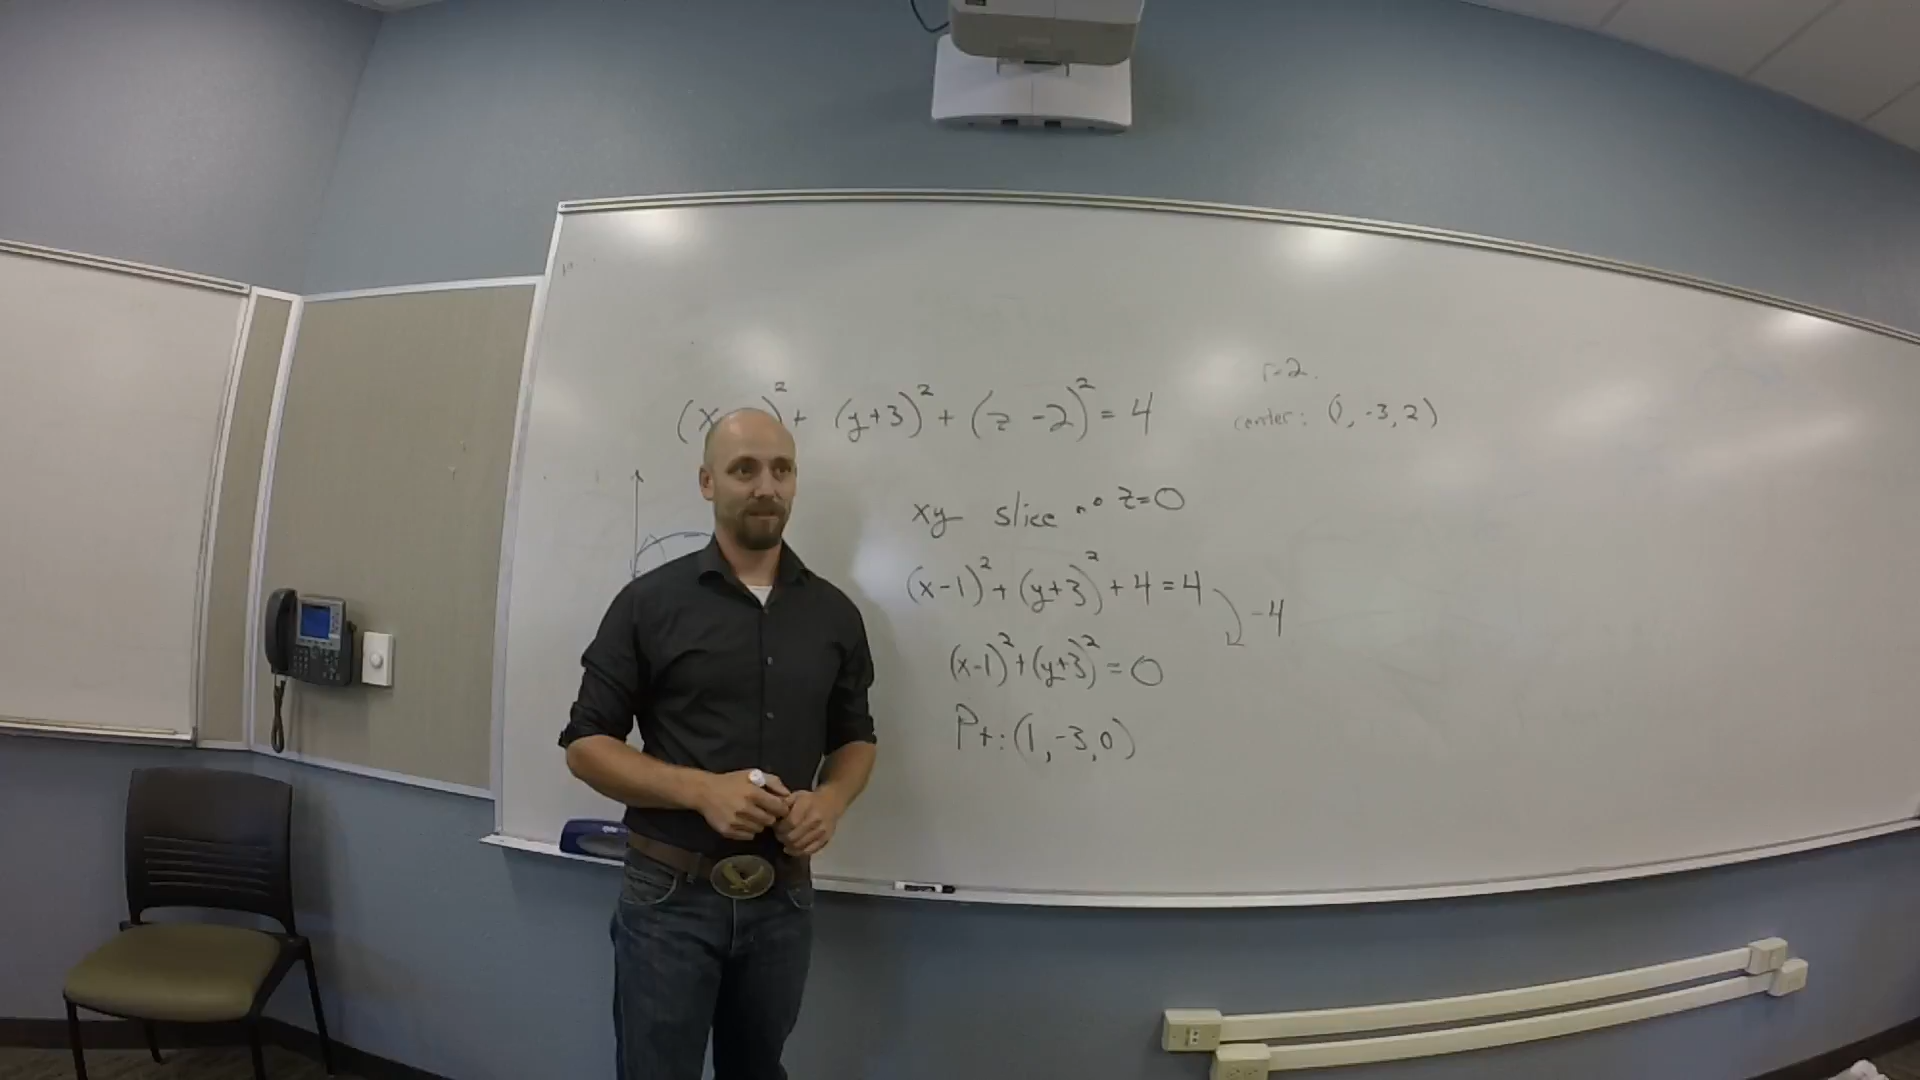 r=2.
(x )² + (y+3)² + (z -2)² = 4
center: (1, -3, 2)
xy slice z=0
(x-1)² + (y+3)² + 4 = 4
-4
(x-1)² + (y+3)² = 0
Pt: (1, -3, 0)